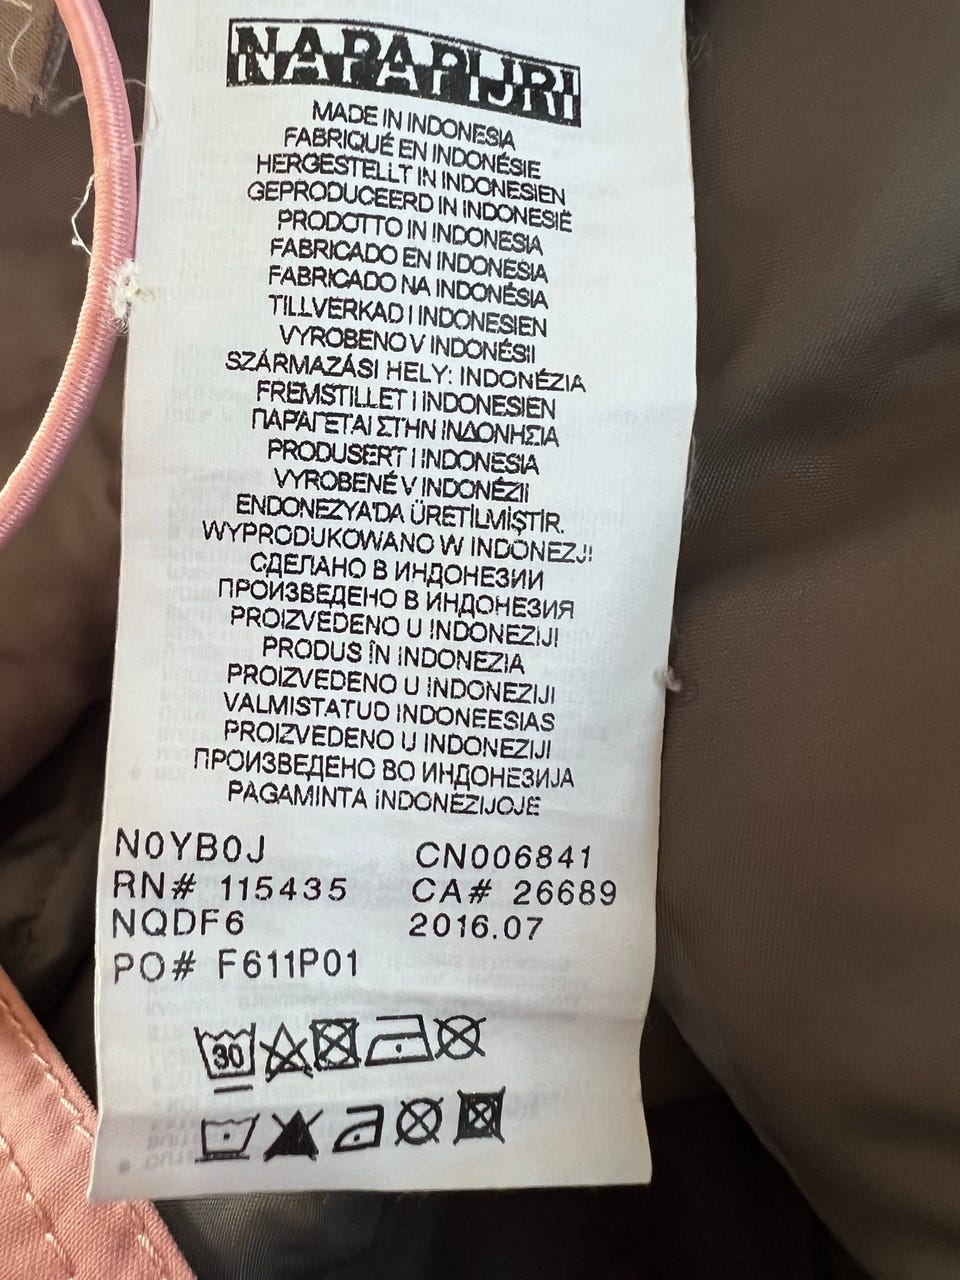 NAPAPIJRI
MADE IN INDONESIA
FABRIQUÉ EN INDONÉSIE
HERGESTELLT IN INDONESIEN
GEPRODUCEERD IN INDONESIË
PRODOTTO IN INDONESIA
FABRICADO EN INDONESIA
FABRICADO NA INDONÉSIA
TILLVERKAD I INDONESIEN
VYROBENO V INDONÉSII
SZÁRMAZÁSI HELY: INDONÉZIA
FREMSTILLET I INDONESIEN
ΠΑΡΑΓΕΤΑΙ ΣΤΗΝ ΙΝΔΟΝΗΣΙΑ
PRODUSERT I INDONESIA
VYROBENÉ V INDONÉZII
ENDONEZYA'DA ÜRETİLMİŞTİR.
WYPRODUKOWANO W INDONEZJI
СДЕЛАНО В ИНДОНЕЗИИ
ПРОИЗВЕДЕНО В ИНДОНЕЗИЯ
PROIZVEDENO U INDONEZIJI
PRODUS ÎN INDONEZIA
PROIZVEDENO U INDONEZIJI
VALMISTATUD INDONEESIAS
PROIZVEDENO U INDONEZIJI
ПРОИЗВЕДЕНО ВО ИНДОНЕЗИЈА
PAGAMINTA INDONEZIJOJE
N0YB0J CN006841
RN# 115435 CA# 26689
NQDF6 2016.07
PO# F611P01
30